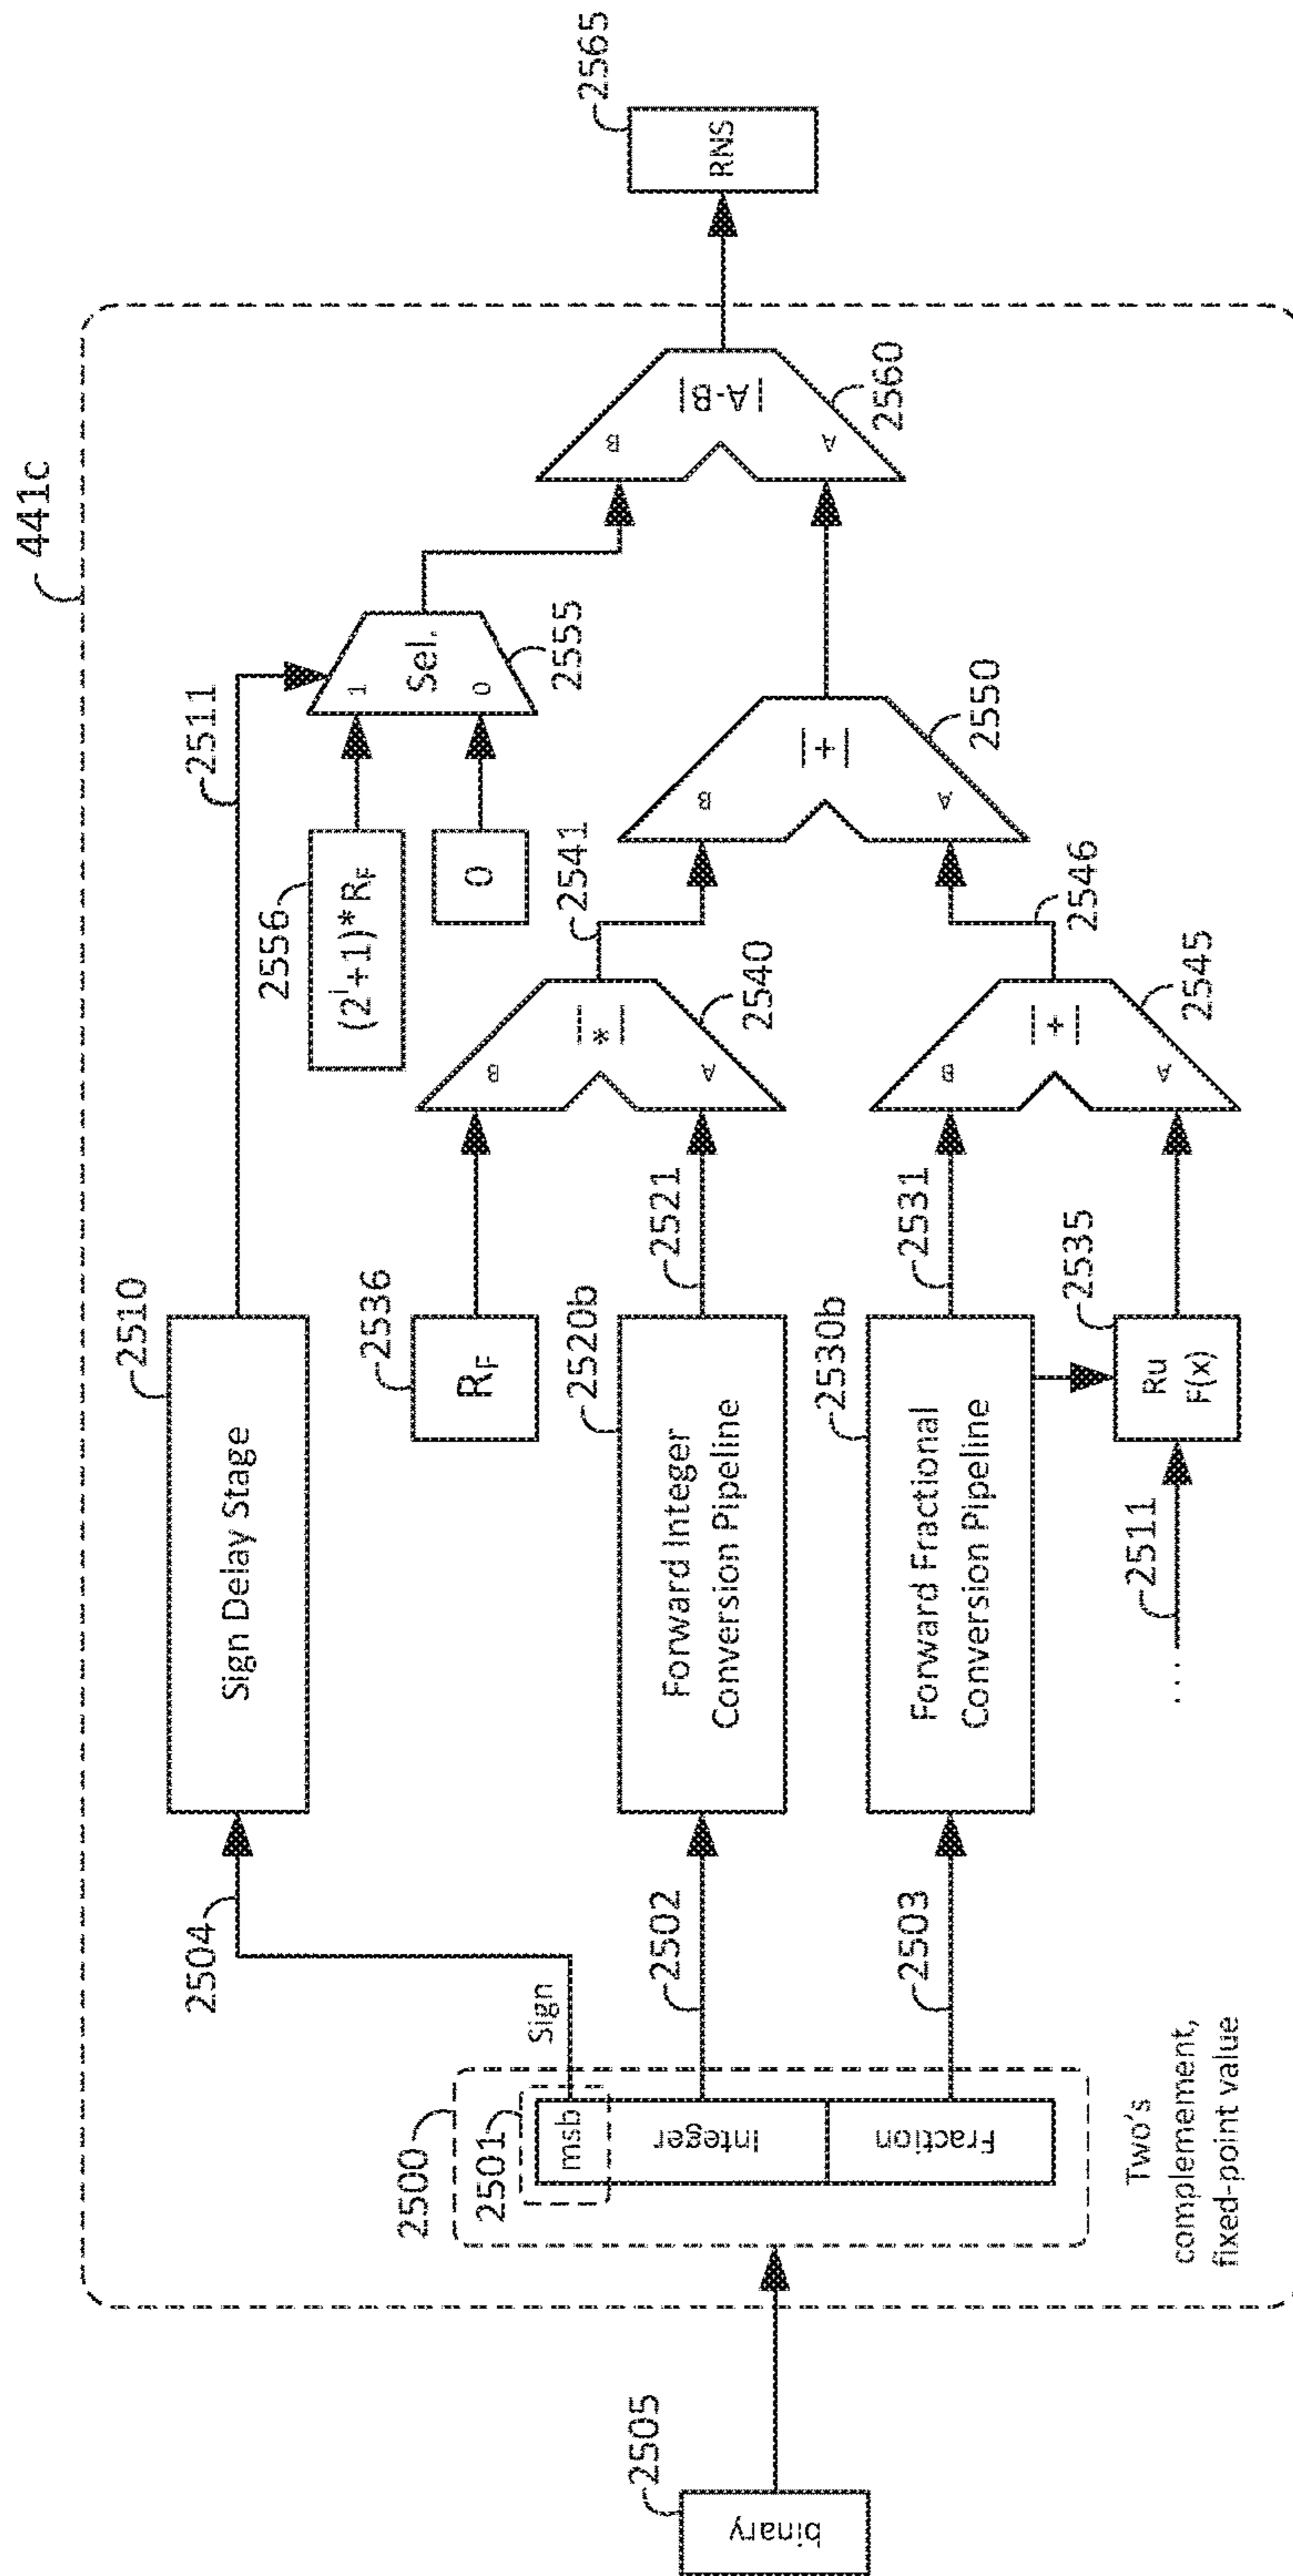 441c
2505
binary
2500
2501
msb
Integer
Fraction
Two's
complement,
fixed-point value
Sign
2504
2502
2503
2510
Sign Delay Stage
2511
2536
R_F
2520b
Forward Integer
Conversion Pipeline
2521
2530b
Forward Fractional
Conversion Pipeline
2531
2535
Ru
F(x)
... 2511
2556
(2^i+1)*R_F
0
1
Sel.
0
2555
B
|*|
A
2540
2541
B
|+|
A
2545
2546
B
|+|
A
2550
B
|A-B|
A
2560
RNS
2565